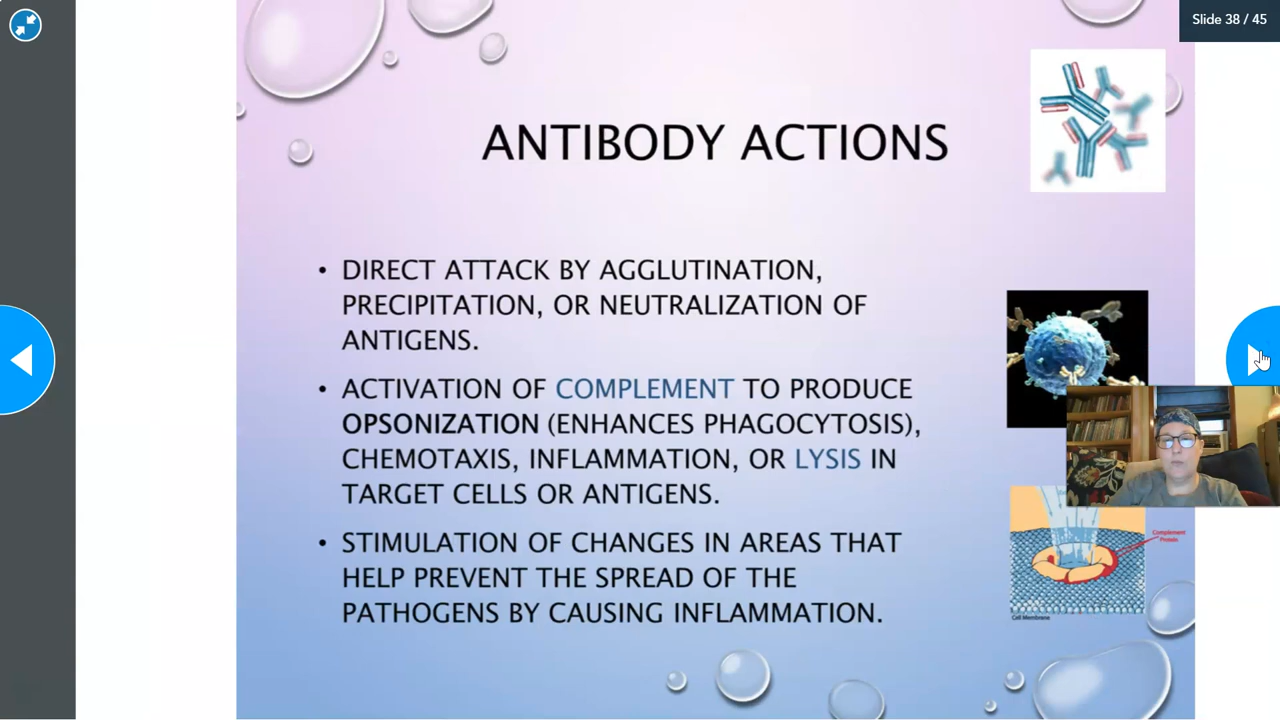 Slide 38 / 45
ANTIBODY ACTIONS
• DIRECT ATTACK BY AGGLUTINATION,
PRECIPITATION, OR NEUTRALIZATION OF
ANTIGENS.
• ACTIVATION OF COMPLEMENT TO PRODUCE
OPSONIZATION (ENHANCES PHAGOCYTOSIS),
CHEMOTAXIS, INFLAMMATION, OR LYSIS IN
TARGET CELLS OR ANTIGENS.
• STIMULATION OF CHANGES IN AREAS THAT
HELP PREVENT THE SPREAD OF THE
PATHOGENS BY CAUSING INFLAMMATION.
Complement
Protein
Cell Membrane